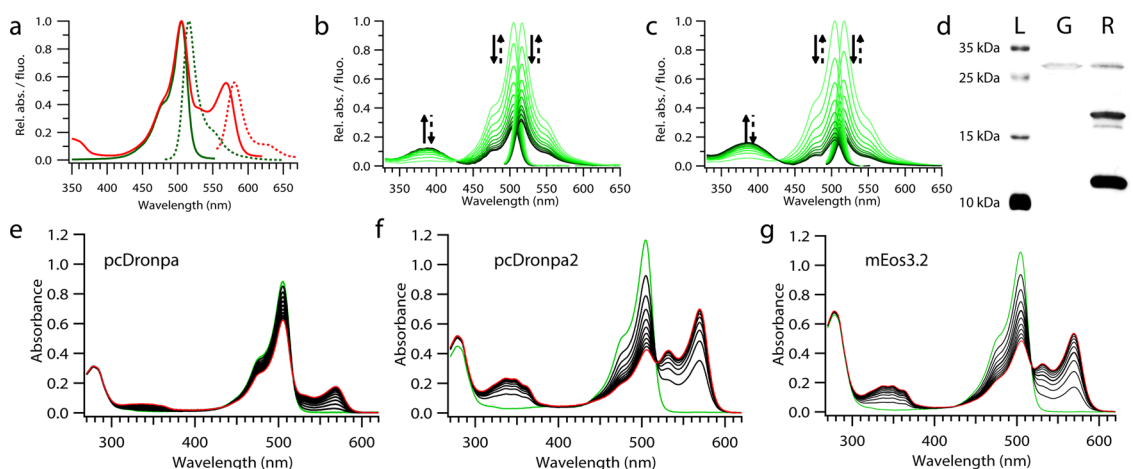 a
Rel. abs. / fluo.
1.0
0.8
0.6
0.4
0.2
0.0
350 400 450 500 550 600 650
Wavelength (nm)
b
Rel. abs. / fluo.
1.0
0.8
0.6
0.4
0.2
0.0
350 400 450 500 550 600 650
Wavelength (nm)
c
Rel. abs. / fluo.
1.0
0.8
0.6
0.4
0.2
0.0
350 400 450 500 550 600 650
Wavelength (nm)
d L G R
35 kDa
25 kDa
15 kDa
10 kDa
e
pcDronpa
Absorbance
1.2
1.0
0.8
0.6
0.4
0.2
0.0
300 400 500 600
Wavelength (nm)
f
pcDronpa2
Absorbance
1.2
1.0
0.8
0.6
0.4
0.2
0.0
300 400 500 600
Wavelength (nm)
g
mEos3.2
Absorbance
1.2
1.0
0.8
0.6
0.4
0.2
0.0
300 400 500 600
Wavelength (nm)